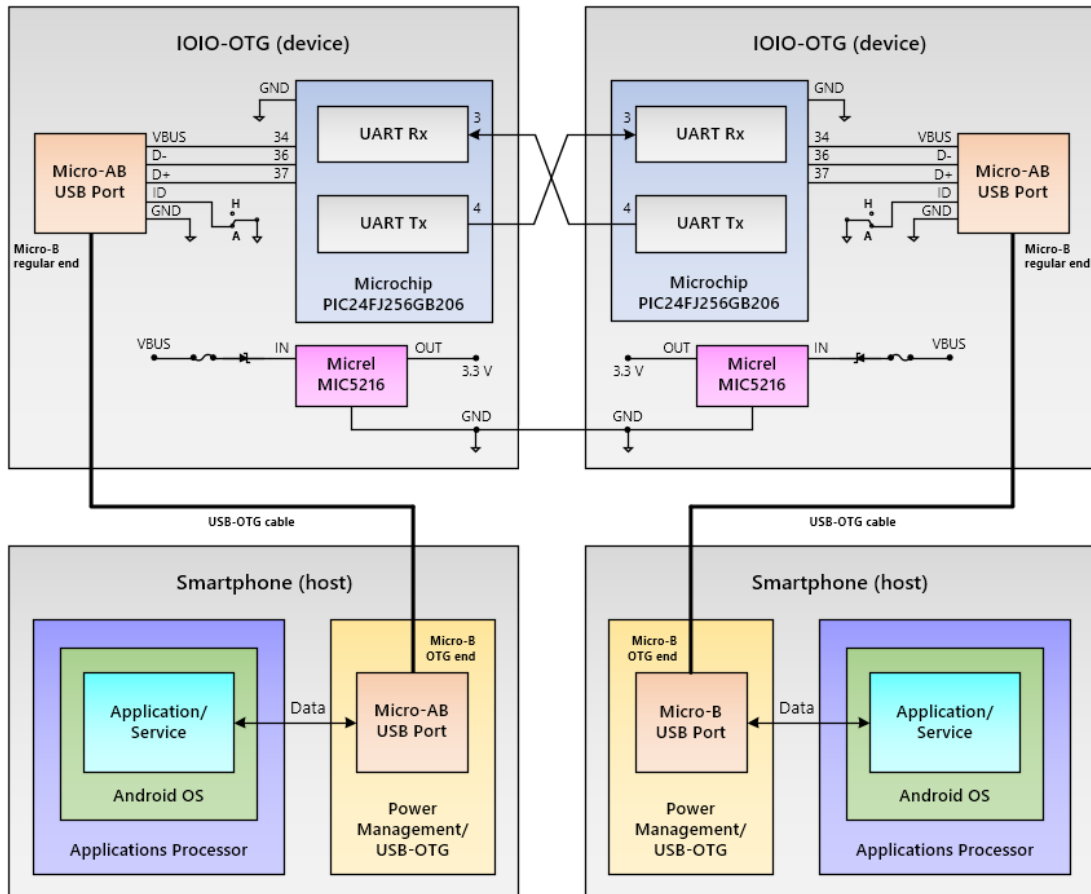 IOIO-OTG (device)
GND
UART Rx
3
VBUS
34
D-
36
D+
37
ID
GND
Micro-AB
USB Port
H
A
UART Tx
4
Micro-B
regular end
Microchip
PIC24FJ256GB206
VBUS
IN
OUT
Micrel
MIC5216
3.3 V
GND
IOIO-OTG (device)
GND
3
UART Rx
34
VBUS
36
D-
37
D+
ID
GND
Micro-AB
USB Port
H
A
4
UART Tx
Micro-B
regular end
Microchip
PIC24FJ256GB206
OUT
IN
VBUS
3.3 V
Micrel
MIC5216
GND
USB-OTG cable
USB-OTG cable
Smartphone (host)
Micro-B
OTG end
Application/
Service
Data
Micro-AB
USB Port
Android OS
Applications Processor
Power
Management/
USB-OTG
Smartphone (host)
Micro-B
OTG end
Micro-B
USB Port
Data
Application/
Service
Android OS
Power
Management/
USB-OTG
Applications Processor